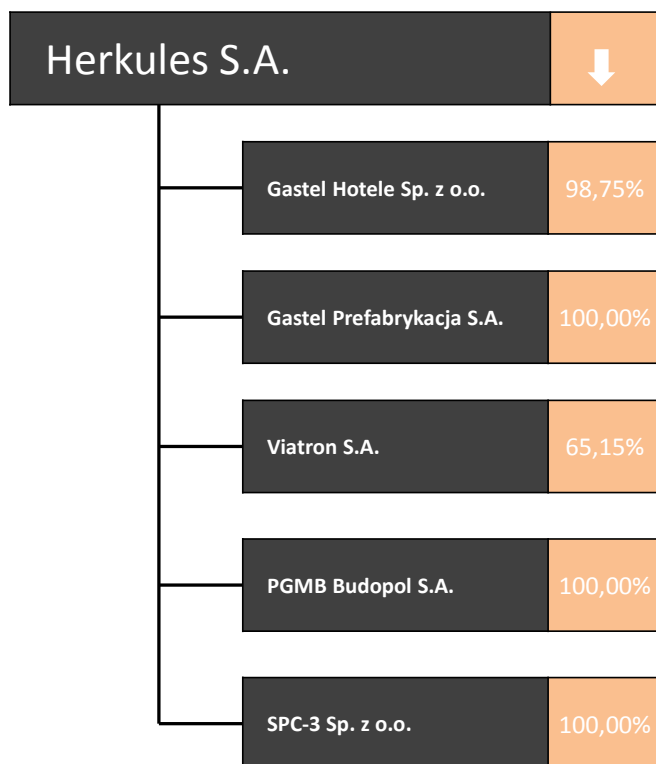 Herkules S.A.
Gastel Hotele Sp. z o.o. 98,75%
Gastel Prefabrykacja S.A. 100,00%
Viatron S.A. 65,15%
PGMB Budopol S.A. 100,00%
SPC-3 Sp. z o.o. 100,00%